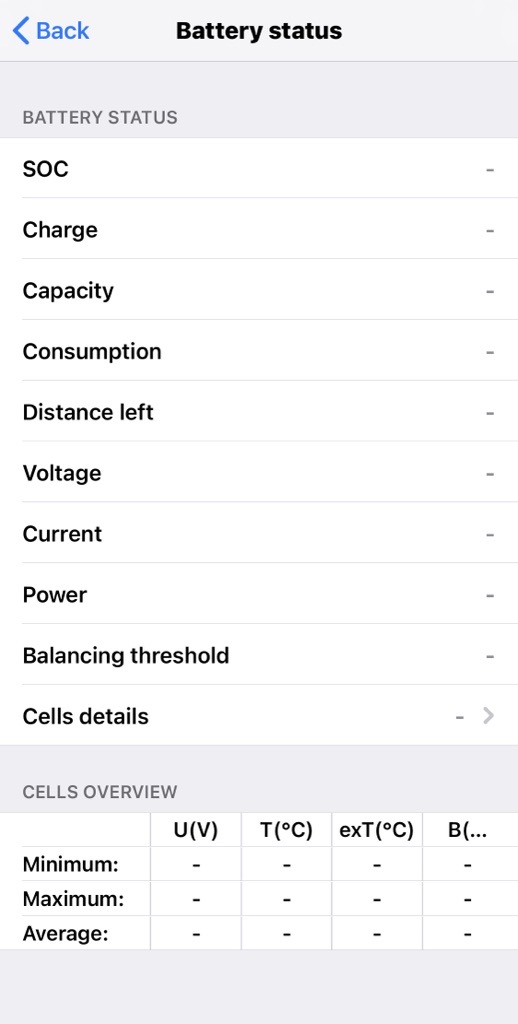 Back Battery status
BATTERY STATUS
SOC -
Charge -
Capacity -
Consumption -
Distance left -
Voltage -
Current -
Power -
Balancing threshold -
Cells details -
CELLS OVERVIEW
U(V) T(°C) exT(°C) B(...
Minimum: - - - -
Maximum: - - - -
Average: - - - -